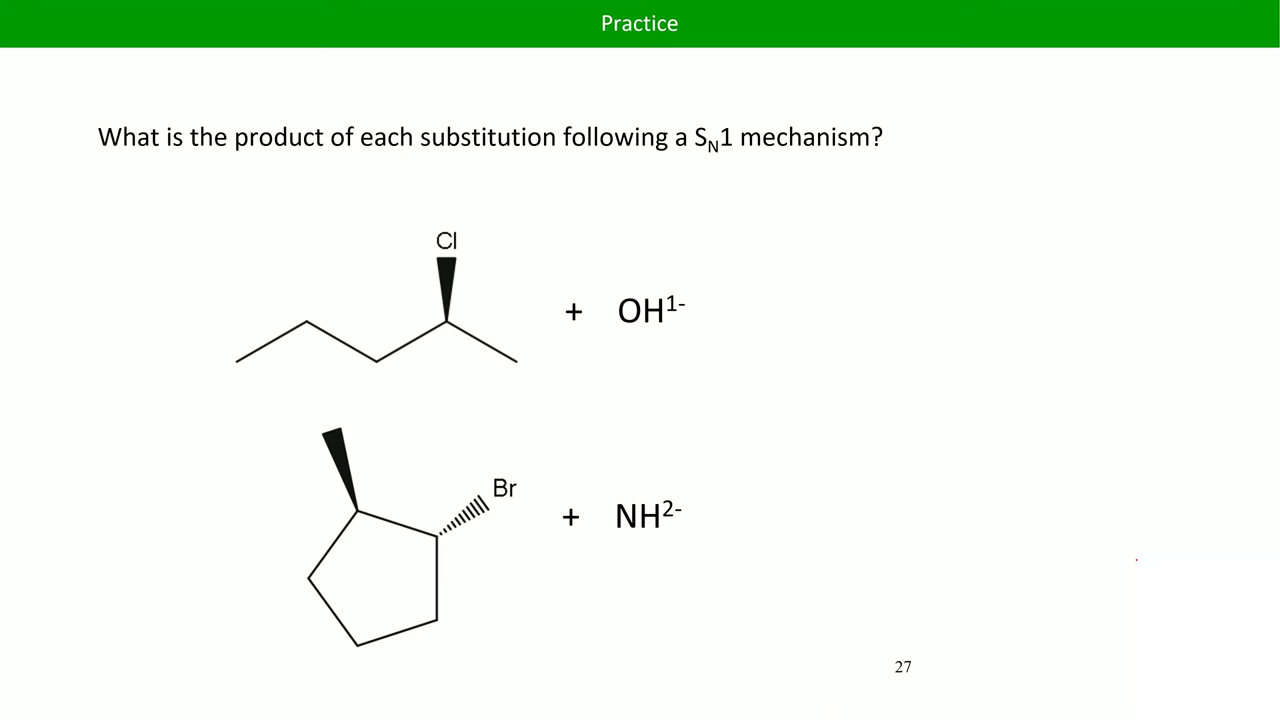 Practice
What is the product of each substitution following a SN1 mechanism?
Cl
+ OH1-
Br
+ NH2-
27